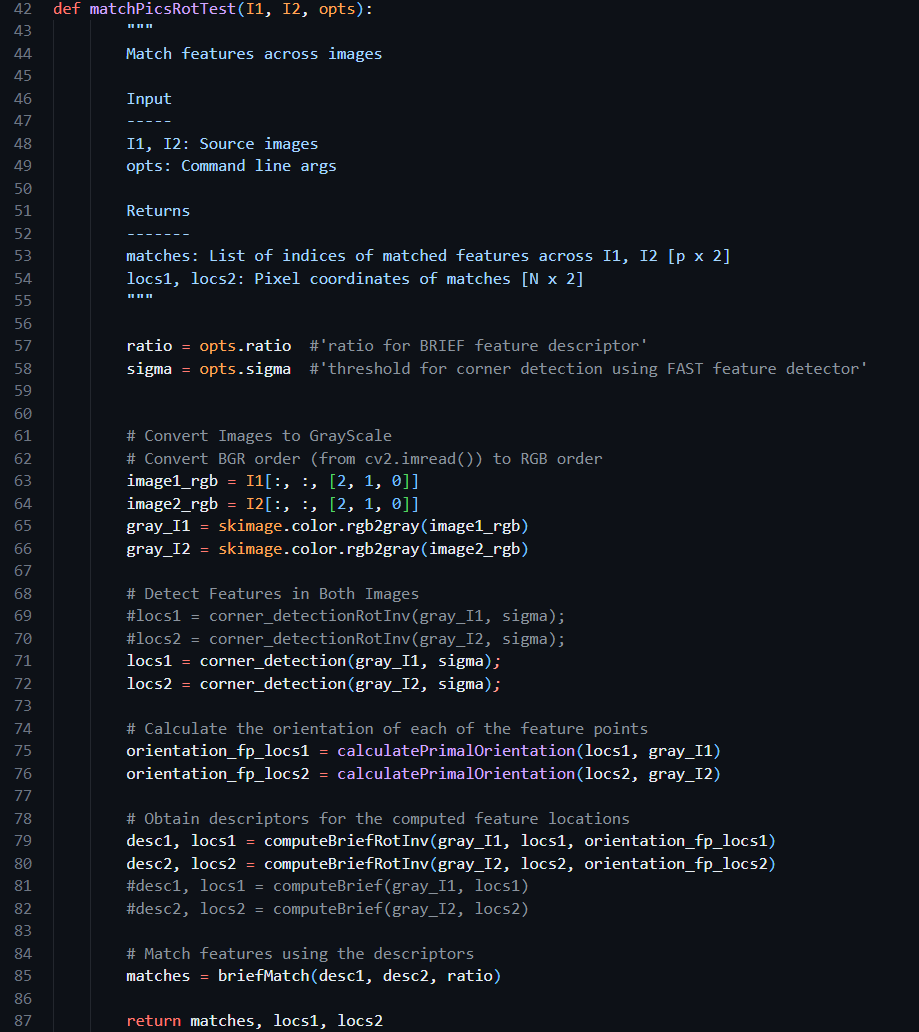 42 def matchPicsRotTest(I1, I2, opts):
43 """
44 Match features across images
45
46 Input
47 -----
48 I1, I2: Source images
49 opts: Command line args
50
51 Returns
52 -------
53 matches: List of indices of matched features across I1, I2 [p x 2]
54 locs1, locs2: Pixel coordinates of matches [N x 2]
55 """
56
57 ratio = opts.ratio  #'ratio for BRIEF feature descriptor'
58 sigma = opts.sigma  #'threshold for corner detection using FAST feature detector'
59
60
61 # Convert Images to GrayScale
62 # Convert BGR order (from cv2.imread()) to RGB order
63 image1_rgb = I1[:, :, [2, 1, 0]]
64 image2_rgb = I2[:, :, [2, 1, 0]]
65 gray_I1 = skimage.color.rgb2gray(image1_rgb)
66 gray_I2 = skimage.color.rgb2gray(image2_rgb)
67
68 # Detect Features in Both Images
69 #locs1 = corner_detectionRotInv(gray_I1, sigma);
70 #locs2 = corner_detectionRotInv(gray_I2, sigma);
71 locs1 = corner_detection(gray_I1, sigma);
72 locs2 = corner_detection(gray_I2, sigma);
73
74 # Calculate the orientation of each of the feature points
75 orientation_fp_locs1 = calculatePrimalOrientation(locs1, gray_I1)
76 orientation_fp_locs2 = calculatePrimalOrientation(locs2, gray_I2)
77
78 # Obtain descriptors for the computed feature locations
79 desc1, locs1 = computeBriefRotInv(gray_I1, locs1, orientation_fp_locs1)
80 desc2, locs2 = computeBriefRotInv(gray_I2, locs2, orientation_fp_locs2)
81 #desc1, locs1 = computeBrief(gray_I1, locs1)
82 #desc2, locs2 = computeBrief(gray_I2, locs2)
83
84 # Match features using the descriptors
85 matches = briefMatch(desc1, desc2, ratio)
86
87 return matches, locs1, locs2